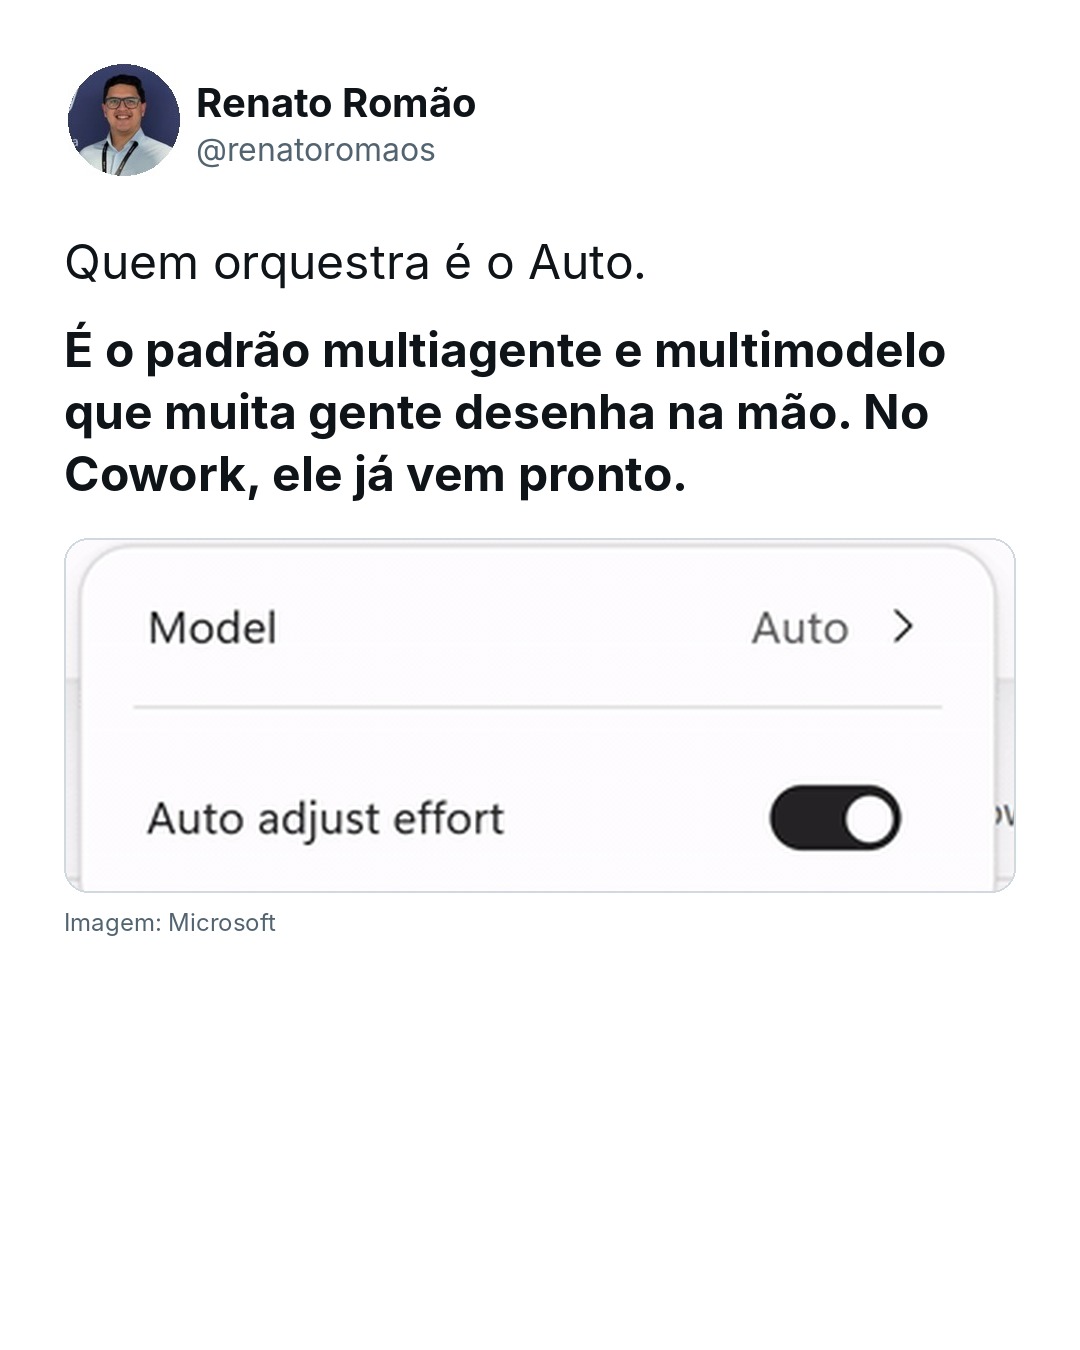 Renato Romão
@renatoromaos
Quem orquestra é o Auto.
É o padrão multiagente e multimodelo
que muita gente desenha na mão. No
Cowork, ele já vem pronto.
Model Auto
Auto adjust effort
Imagem: Microsoft